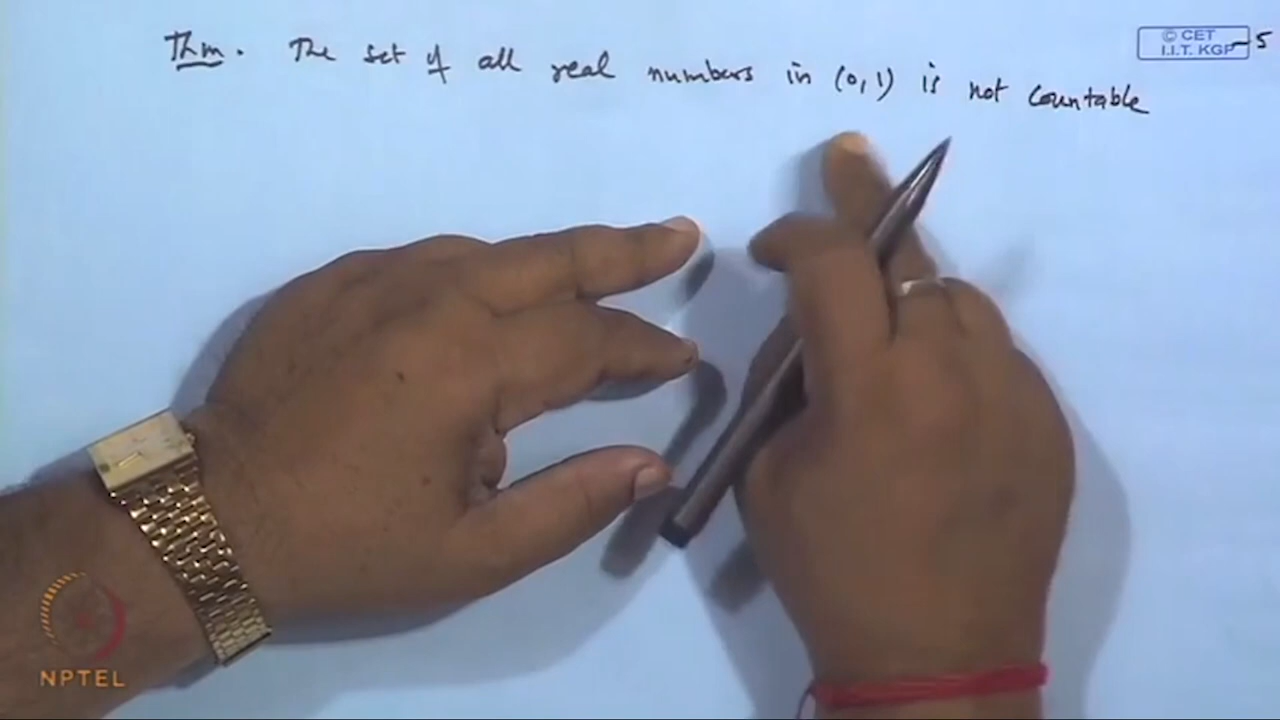 Thm. The set of all real numbers in (0,1) is not countable
© CET
I.I.T. KGP
-5
NPTEL